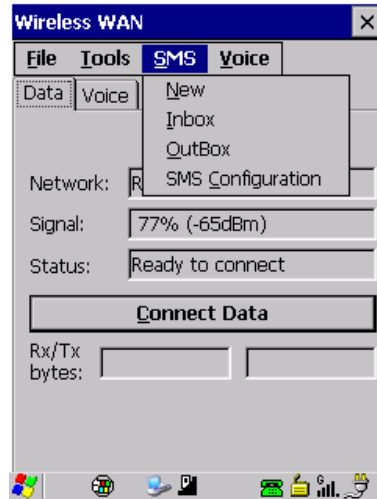 Wireless WAN
File Tools SMS Voice
Data Voice
New
Inbox
OutBox
SMS Configuration
Network: R
Signal: 77% (-65dBm)
Status: Ready to connect
Connect Data
Rx/Tx
bytes:
G